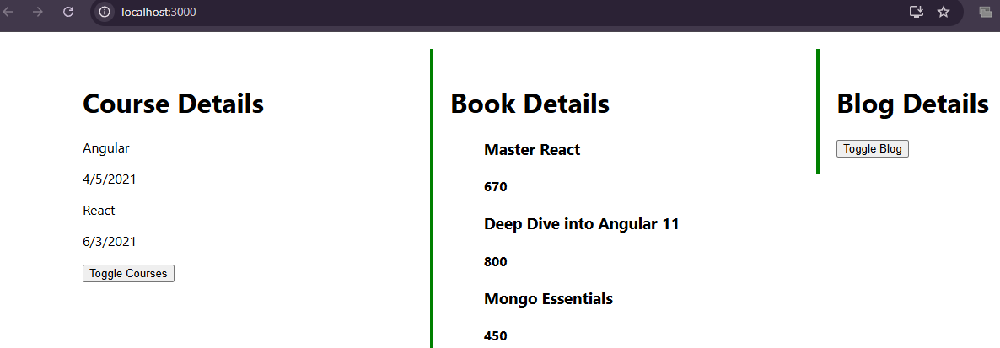 localhost:3000
Course Details
Angular
4/5/2021
React
6/3/2021
Toggle Courses
Book Details
Master React
670
Deep Dive into Angular 11
800
Mongo Essentials
450
Blog Details
Toggle Blog